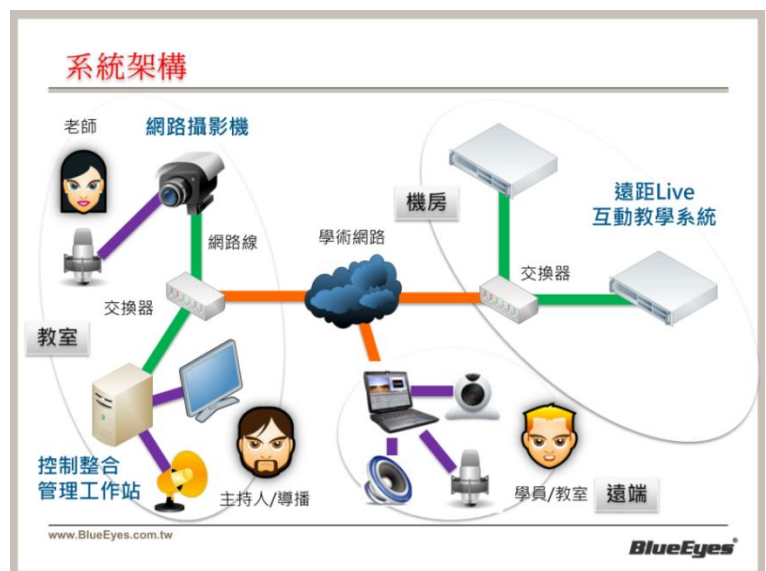 系統架構
老師
網路攝影機
機房
遠距Live
互動教學系統
網路線
學術網路
交換器
交換器
教室
控制整合
管理工作站
主持人/導播
學員/教室
遠端
www.BlueEyes.com.tw
BlueEyes